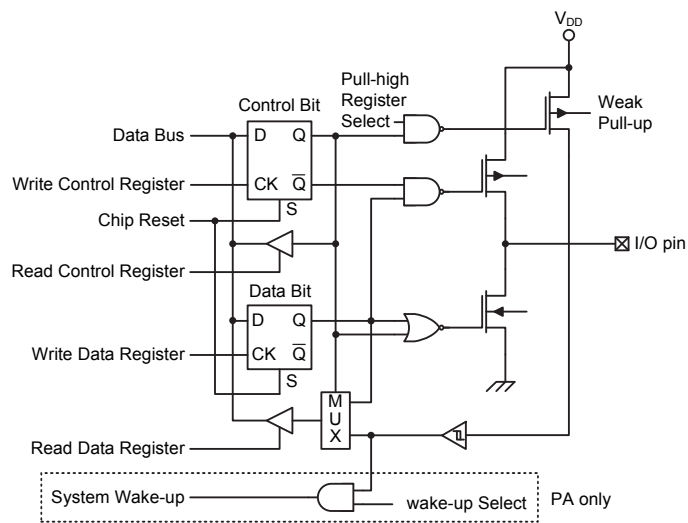 V_DD
Pull-high
Register
Select
Control Bit
Weak
Pull-up
Data Bus
D Q
Write Control Register
CK Q̅
S
Chip Reset
I/O pin
Read Control Register
Data Bit
D Q
Write Data Register
CK Q̅
S
M
U
X
Read Data Register
System Wake-up
wake-up Select
PA only